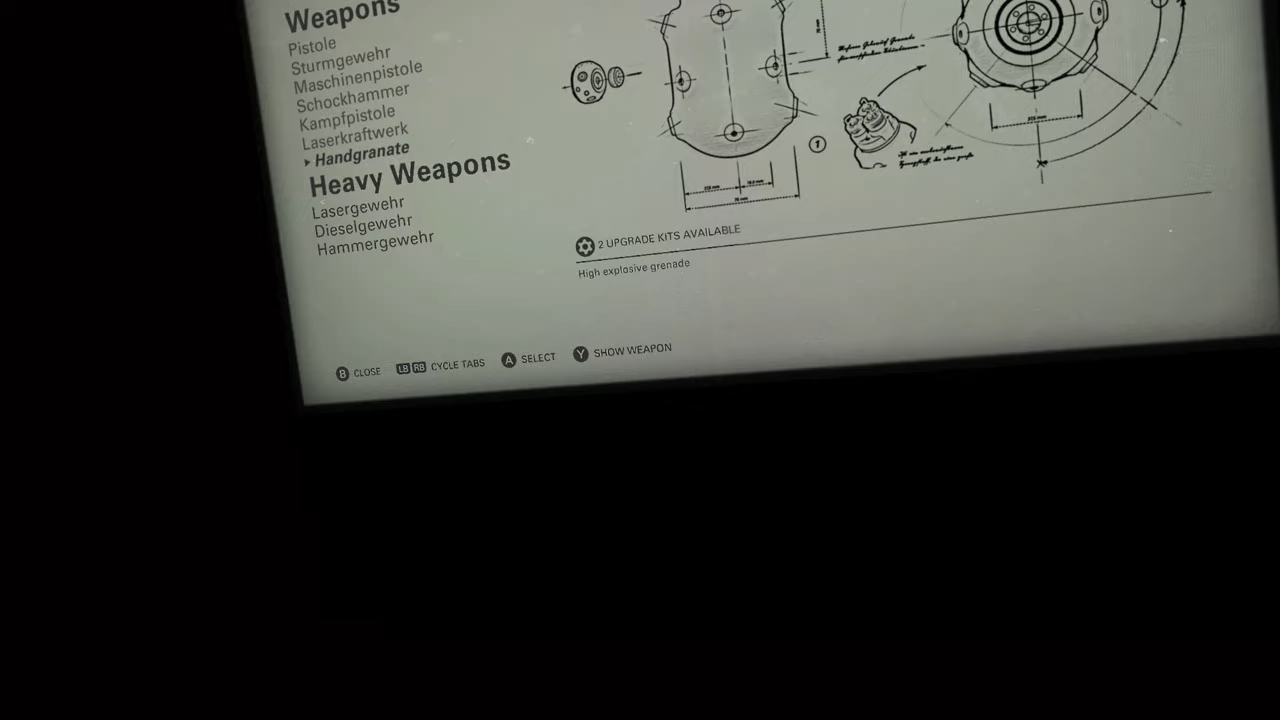 Weapons
Pistole
Sturmgewehr
Maschinenpistole
Schockhammer
Kampfpistole
Laserkraftwerk
Handgranate
Heavy Weapons
Lasergewehr
Dieselgewehr
Hammergewehr
1
2 UPGRADE KITS AVAILABLE
High explosive grenade
B CLOSE LB RB CYCLE TABS A SELECT Y SHOW WEAPON